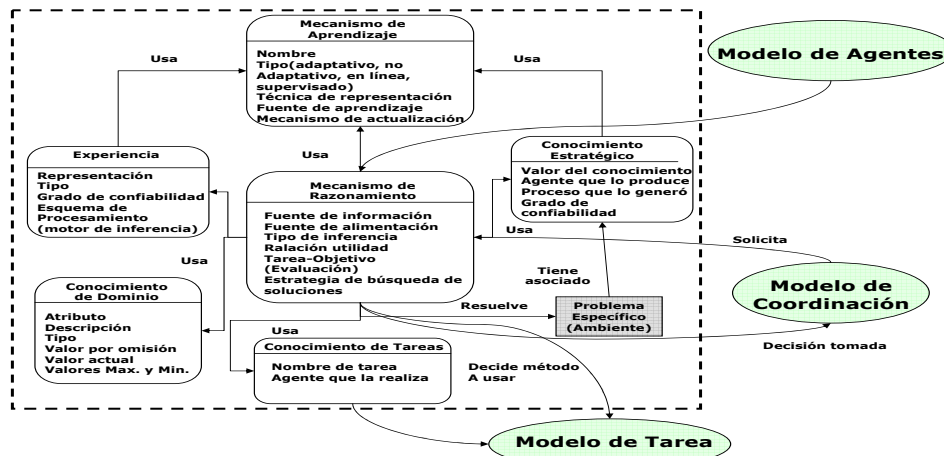 Mecanismo de
Aprendizaje
Nombre
Tipo(adaptativo, no
Adaptativo, en línea,
supervisado)
Técnica de representación
Fuente de aprendizaje
Mecanismo de actualización
Usa
Usa
Modelo de Agentes
Usa
Experiencia
Representación
Tipo
Grado de confiabilidad
Esquema de
Procesamiento
(motor de inferencia)
Mecanismo de
Razonamiento
Fuente de información
Fuente de alimentación
Tipo de inferencia
Ralación utilidad
Tarea-Objetivo
(Evaluación)
Estrategia de búsqueda de
soluciones
Conocimiento
Estratégico
Valor del conocimiento
Agente que lo produce
Proceso que lo generó
Grado de
confiabilidad
Usa
Solicita
Usa
Tiene
asociado
Modelo de
Coordinación
Conocimiento
de Dominio
Atributo
Descripción
Tipo
Valor por omisión
Valor actual
Valores Max. y Min.
Resuelve
Problema
Específico
(Ambiente)
Usa
Decisión tomada
Conocimiento de Tareas
Nombre de tarea
Agente que la realiza
Decide método
A usar
Modelo de Tarea